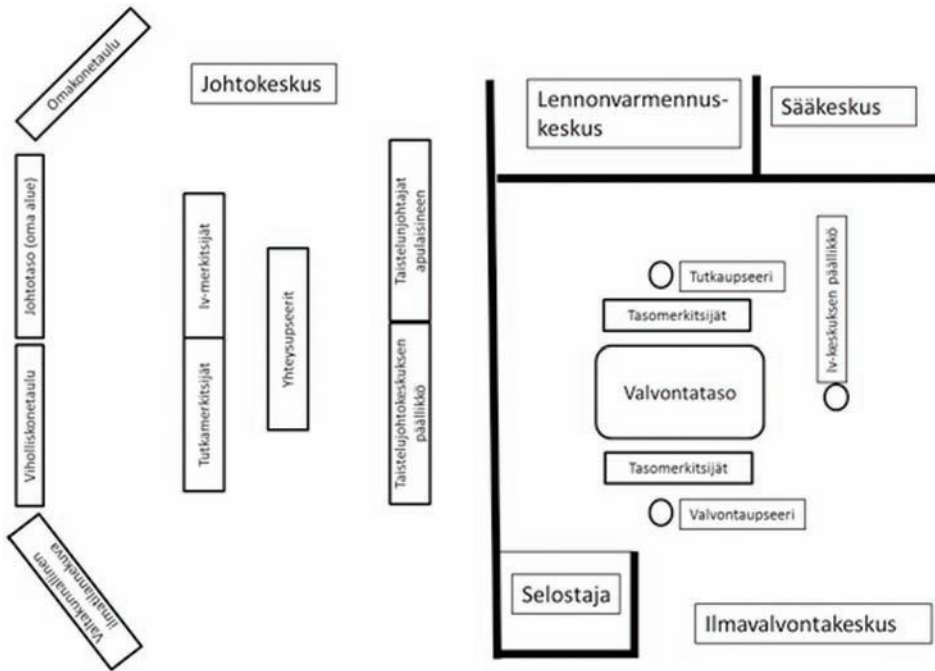 Omakonetaulu
Johtokeskus
Lennonvarmennus-
keskus
Sääkeskus
Johtotaso (oma alue)
Iv-merkitsijät
Yhteysupseerit
Taistelunjohtajat
apulaisineen
Viholliskonetaulu
Tutkamerkitsijät
Taistelujohtokeskuksen
päällikkö
Valtakunnallinen
ilmatilannekuva
Tutkaupseeri
Tasomerkitsijät
Valvontataso
Iv-keskuksen päällikkö
Tasomerkitsijät
Valvontaupseeri
Selostaja
Ilmavalvontakeskus